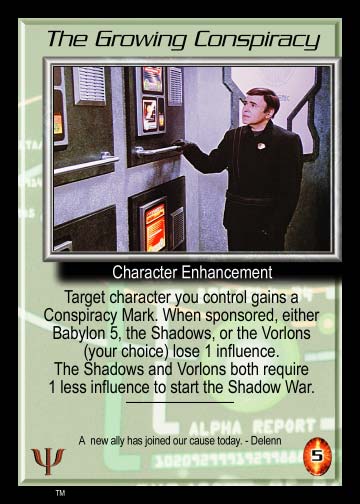 The Growing Conspiracy
Character Enhancement
Target character you control gains a
Conspiracy Mark. When sponsored, either
Babylon 5, the Shadows, or the Vorlons
(your choice) lose 1 influence.
The Shadows and Vorlons both require
1 less influence to start the Shadow War.
ALPHA REPORT
A new ally has joined our cause today. - Delenn
5
TM